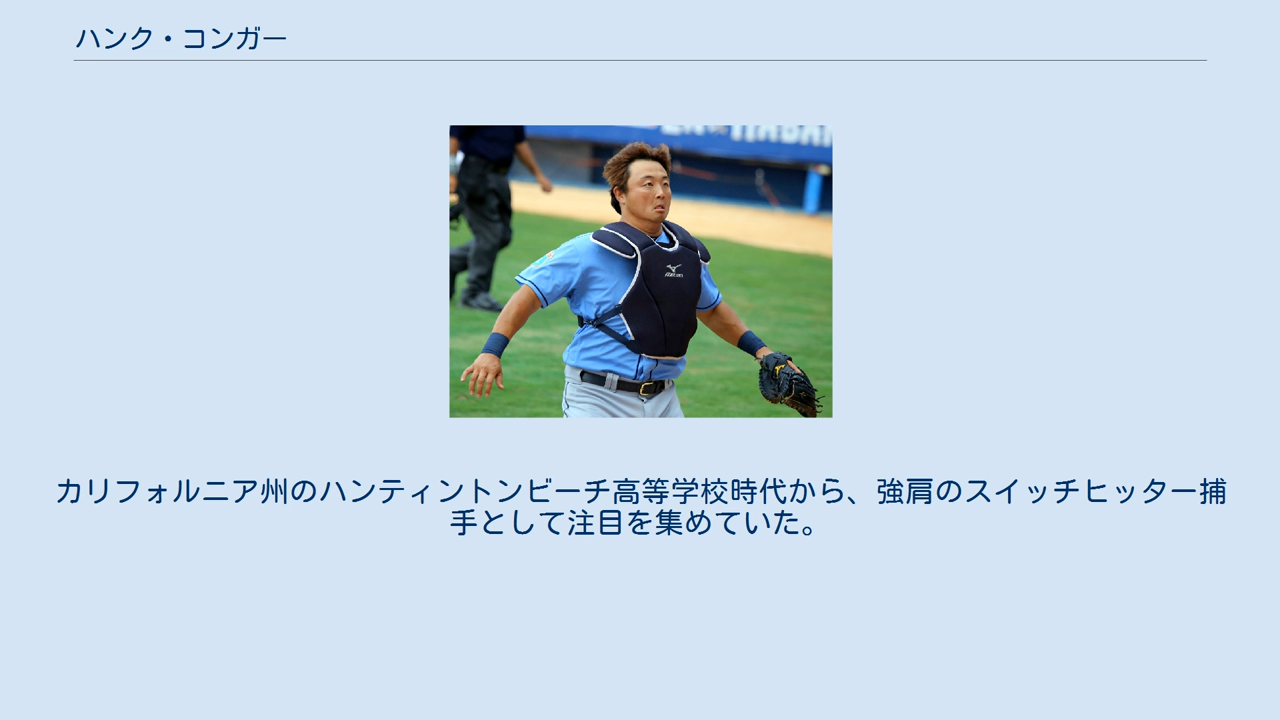 ハンク・コンガー
カリフォルニア州のハンティントンビーチ高等学校時代から、強肩のスイッチヒッター捕
手として注目を集めていた。